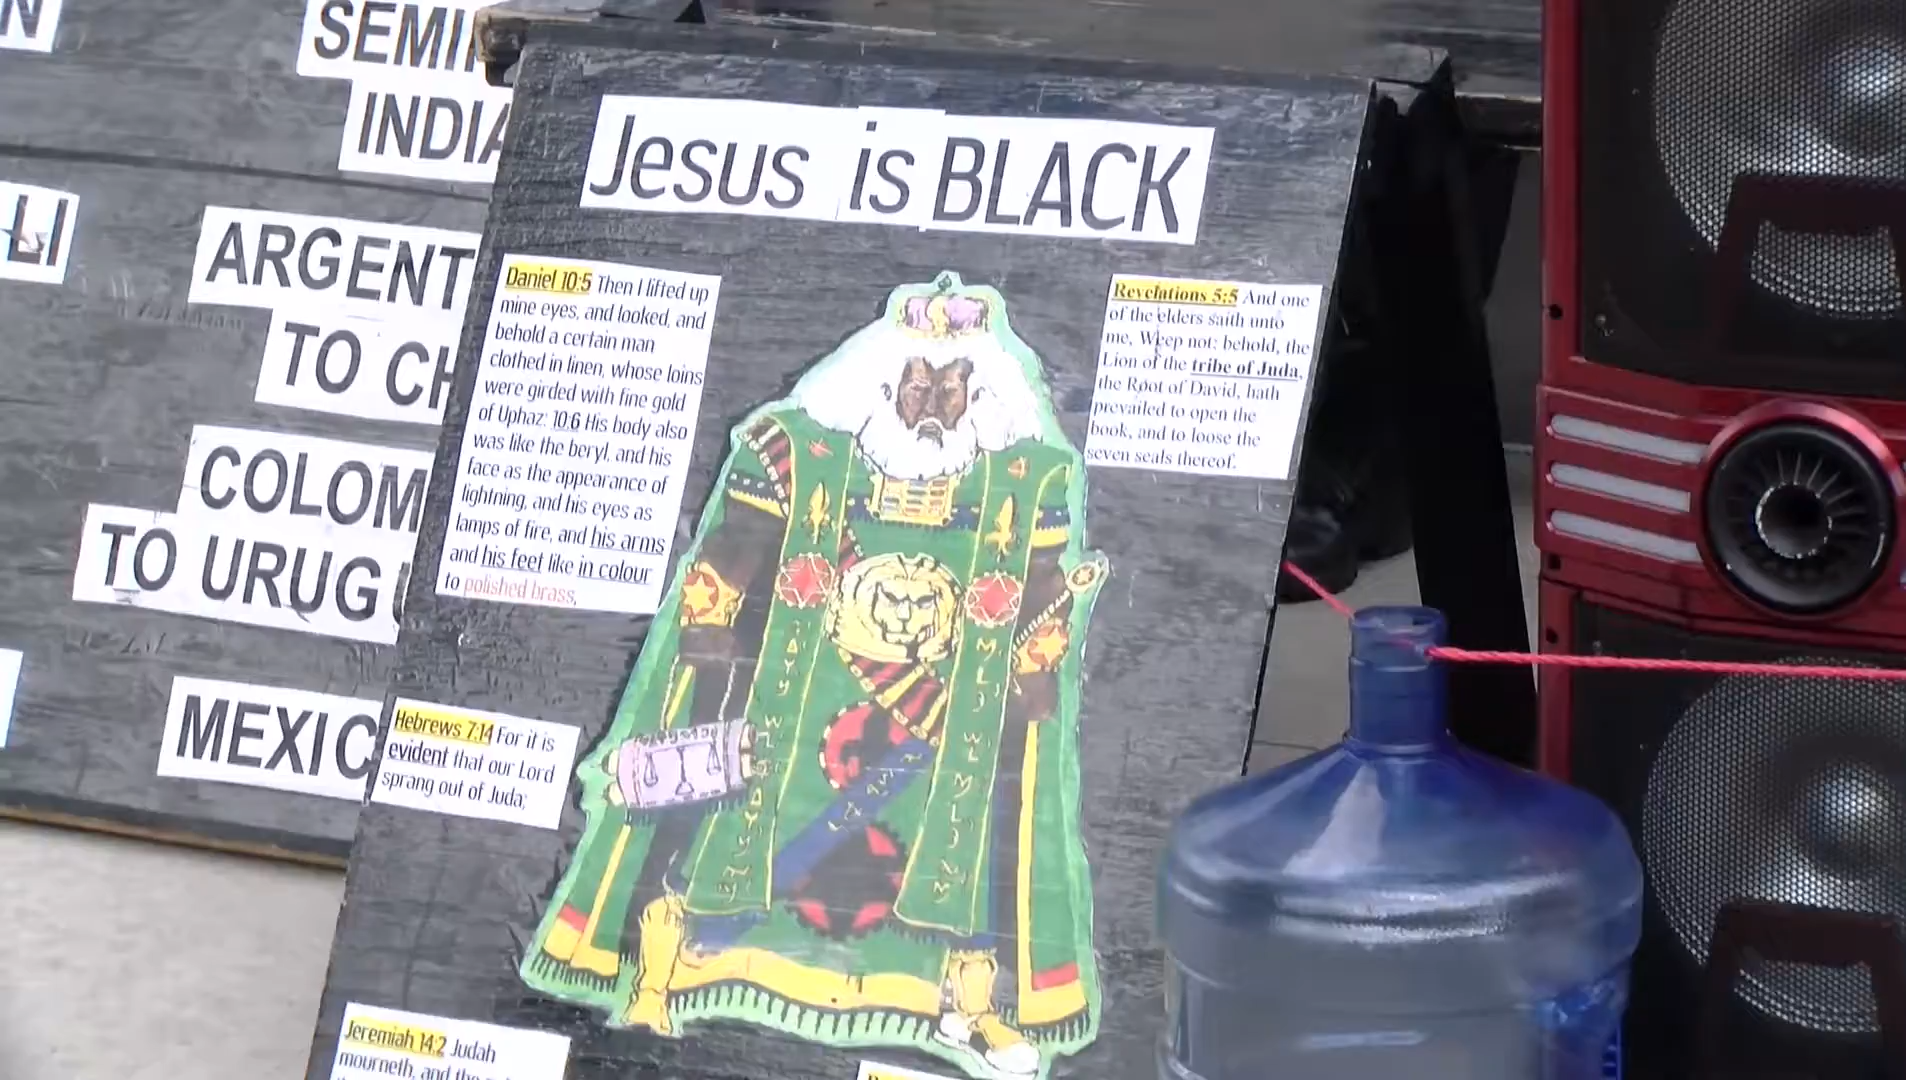 N
SEMI
INDIA
LI
ARGENT
TO CH
COLOM
TO URUGU
MEXIC
Jesus is BLACK
Daniel 10:5 Then I lifted up
mine eyes, and looked, and
behold a certain man
clothed in linen, whose loins
were girded with fine gold
of Uphaz: 10:6 His body also
was like the beryl, and his
face as the appearance of
lightning, and his eyes as
lamps of fire, and his arms
and his feet like in colour
to polished brass,
Revelations 5:5 And one
of the elders saith unto
me, Weep not: behold, the
Lion of the tribe of Juda,
the Root of David, hath
prevailed to open the
book, and to loose the
seven seals thereof.
Hebrews 7:14 For it is
evident that our Lord
sprang out of Juda;
Jeremiah 14:2 Judah
mourneth, and the